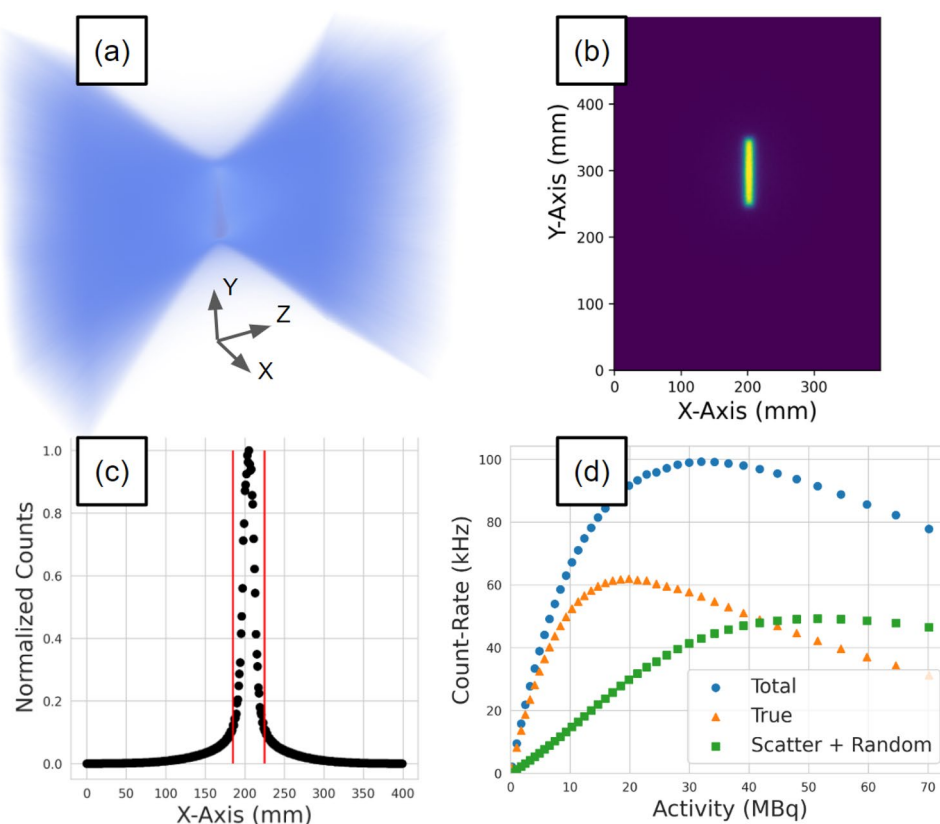 (a)
Y
Z
X
(b)
Y-Axis (mm)
400
300
200
100
0
0 100 200 300
X-Axis (mm)
(c)
Normalized Counts
1.0
0.8
0.6
0.4
0.2
0.0
0 50 100 150 200 250 300 350 400
X-Axis (mm)
(d)
Count-Rate (kHz)
100
80
60
40
20
0
Total
True
Scatter + Random
0 10 20 30 40 50 60 70
Activity (MBq)